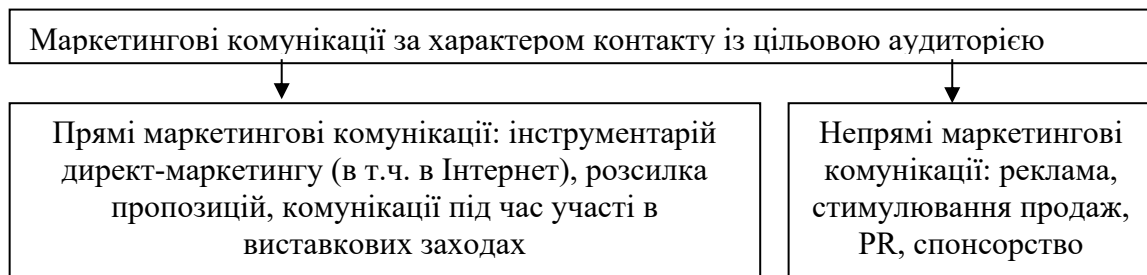 Маркетингові комунікації за характером контакту із цільовою аудиторією
Прямі маркетингові комунікації: інструментарій
директ-маркетингу (в т.ч. в Інтернет), розсилка
пропозицій, комунікації під час участі в
виставкових заходах
Непрямі маркетингові
комунікації: реклама,
стимулювання продаж,
PR, спонсорство